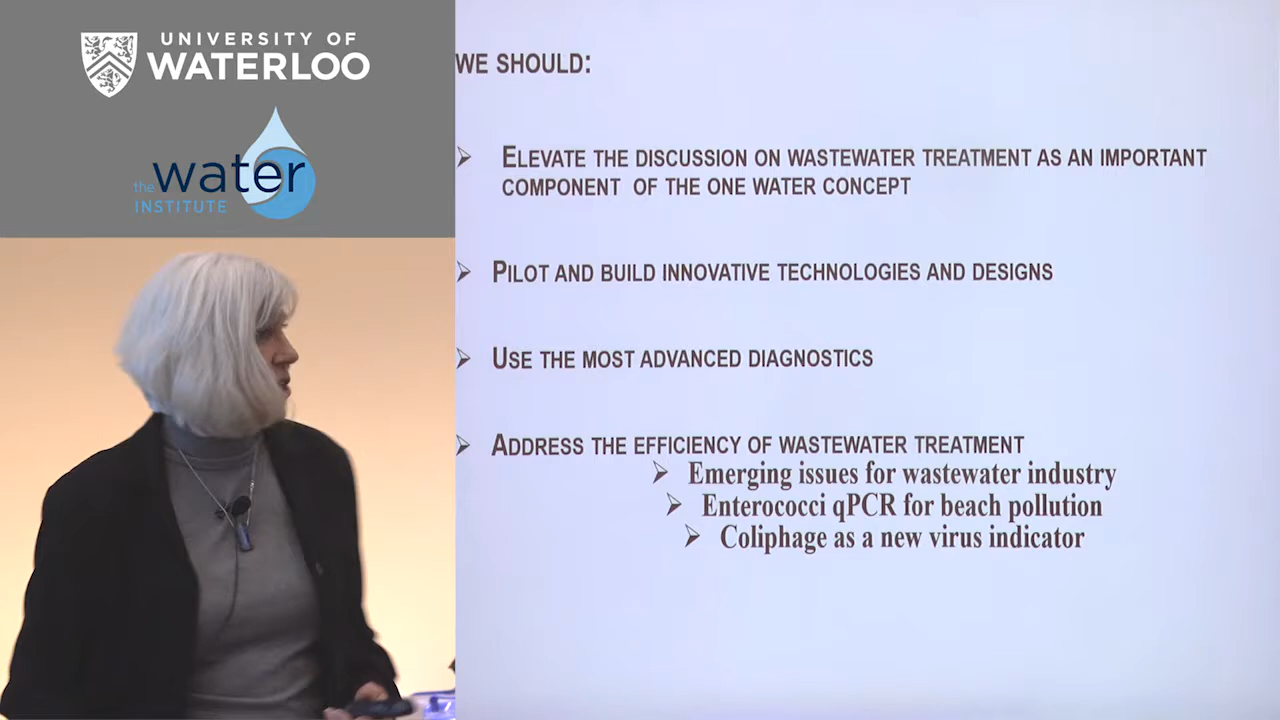 UNIVERSITY OF
WATERLOO
the water
INSTITUTE
WE SHOULD:
ELEVATE THE DISCUSSION ON WASTEWATER TREATMENT AS AN IMPORTANT
COMPONENT OF THE ONE WATER CONCEPT
PILOT AND BUILD INNOVATIVE TECHNOLOGIES AND DESIGNS
USE THE MOST ADVANCED DIAGNOSTICS
ADDRESS THE EFFICIENCY OF WASTEWATER TREATMENT
Emerging issues for wastewater industry
Enterococci qPCR for beach pollution
Coliphage as a new virus indicator